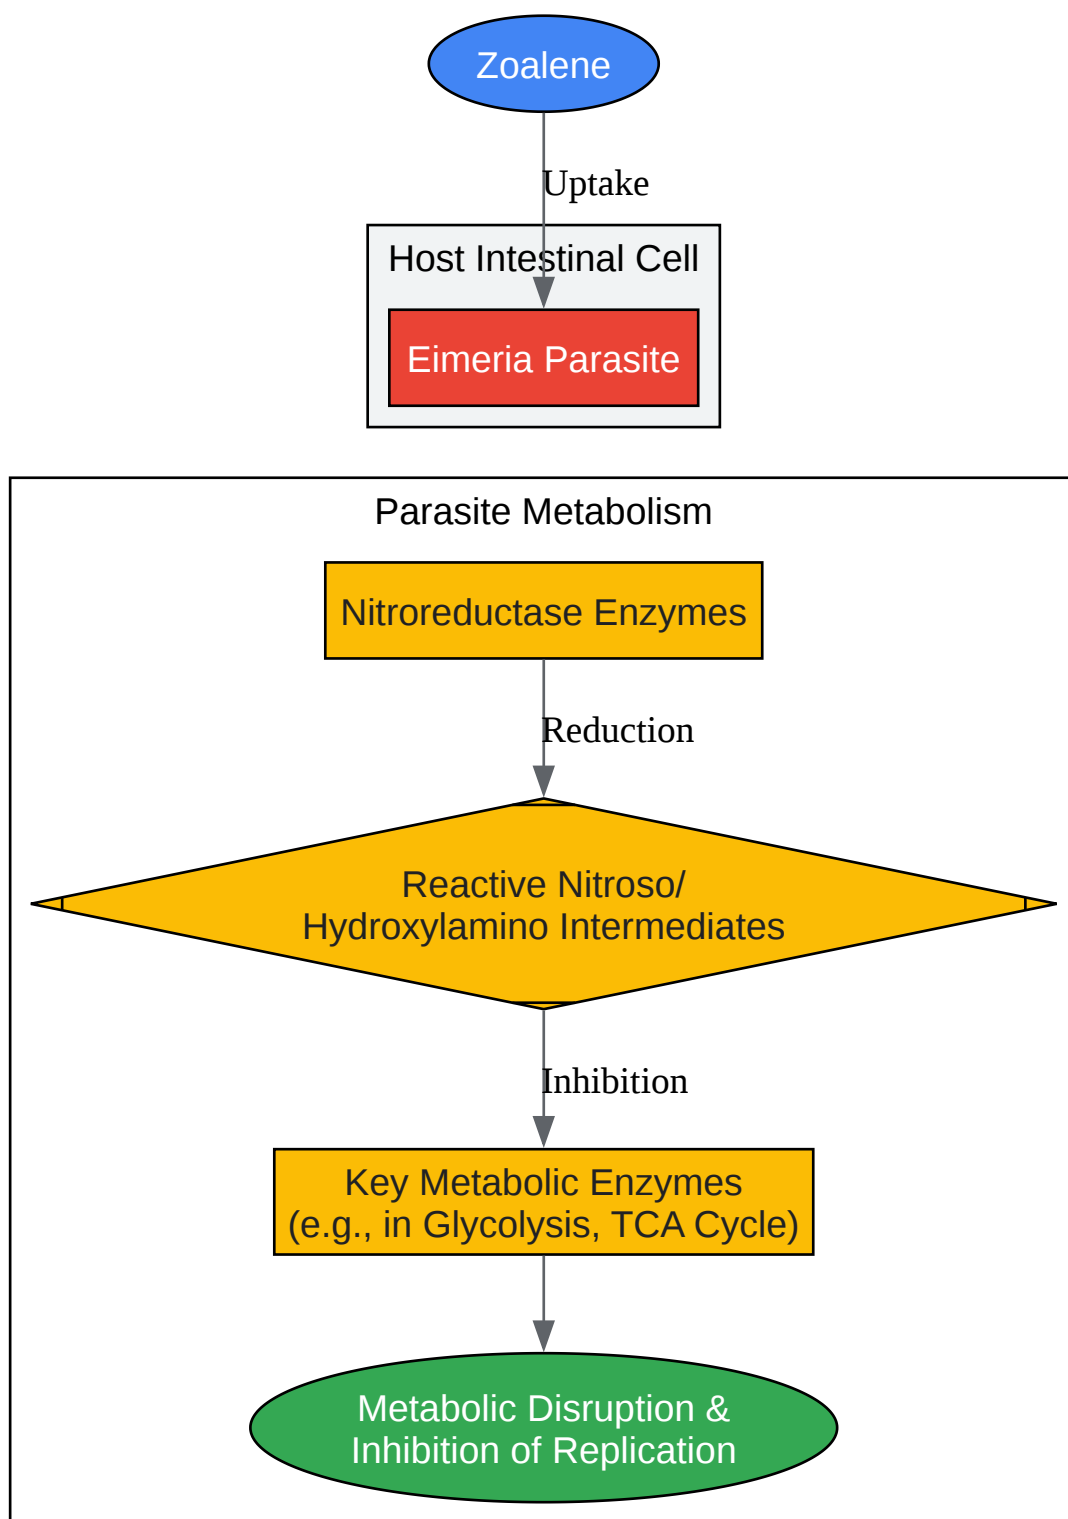 Zoalene
Uptake
Host Intestinal Cell
Eimeria Parasite
Parasite Metabolism
Nitroreductase Enzymes
Reduction
Reactive Nitroso/
Hydroxylamino Intermediates
Inhibition
Key Metabolic Enzymes
(e.g., in Glycolysis, TCA Cycle)
Metabolic Disruption &
Inhibition of Replication